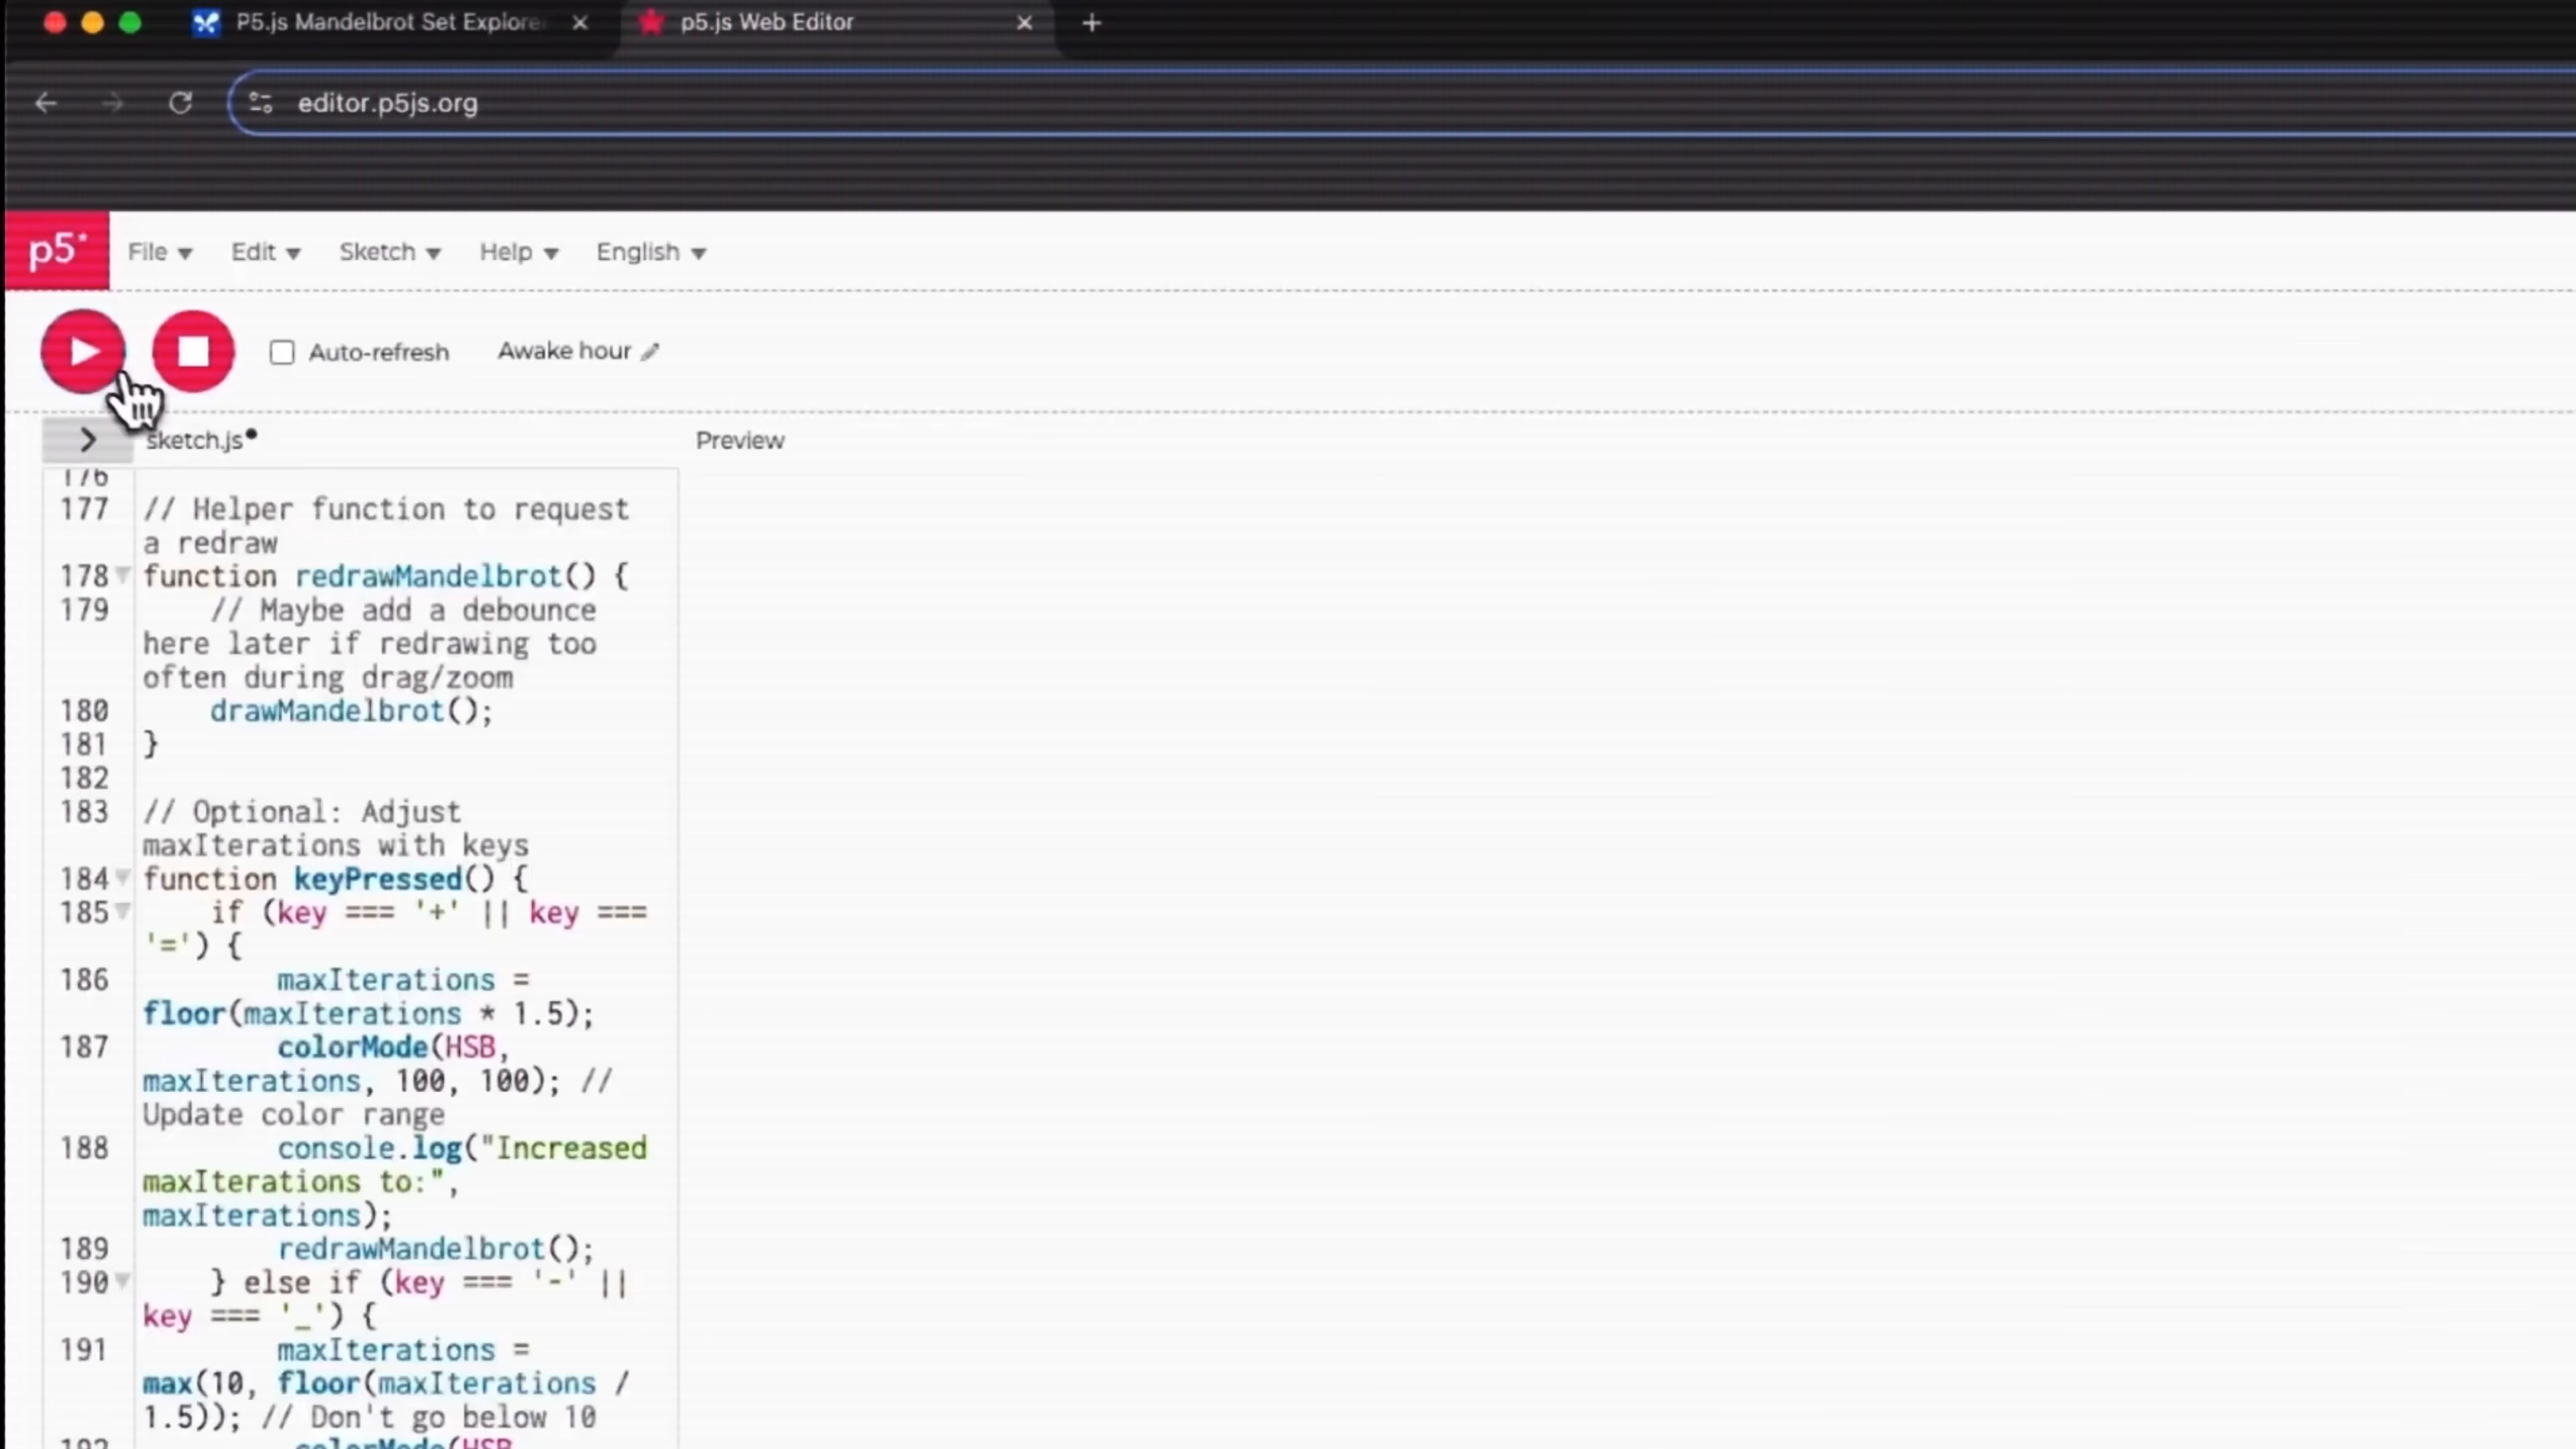 P5.js Mandelbrot Set Explore
p5.js Web Editor
editor.p5js.org
p5*
File Edit Sketch Help English
Auto-refresh Awake hour
sketch.js Preview
176
177 // Helper function to request
a redraw
178 function redrawMandelbrot() {
179 // Maybe add a debounce
here later if redrawing too
often during drag/zoom
180 drawMandelbrot();
181 }
182
183 // Optional: Adjust
maxIterations with keys
184 function keyPressed() {
185 if (key === '+' || key ===
'=') {
186 maxIterations =
floor(maxIterations * 1.5);
187 colorMode(HSB,
maxIterations, 100, 100); //
Update color range
188 console.log("Increased
maxIterations to:",
maxIterations);
189 redrawMandelbrot();
190 } else if (key === '-' ||
key === '_') {
191 maxIterations =
max(10, floor(maxIterations /
1.5)); // Don't go below 10
192 colorMode(HSB,